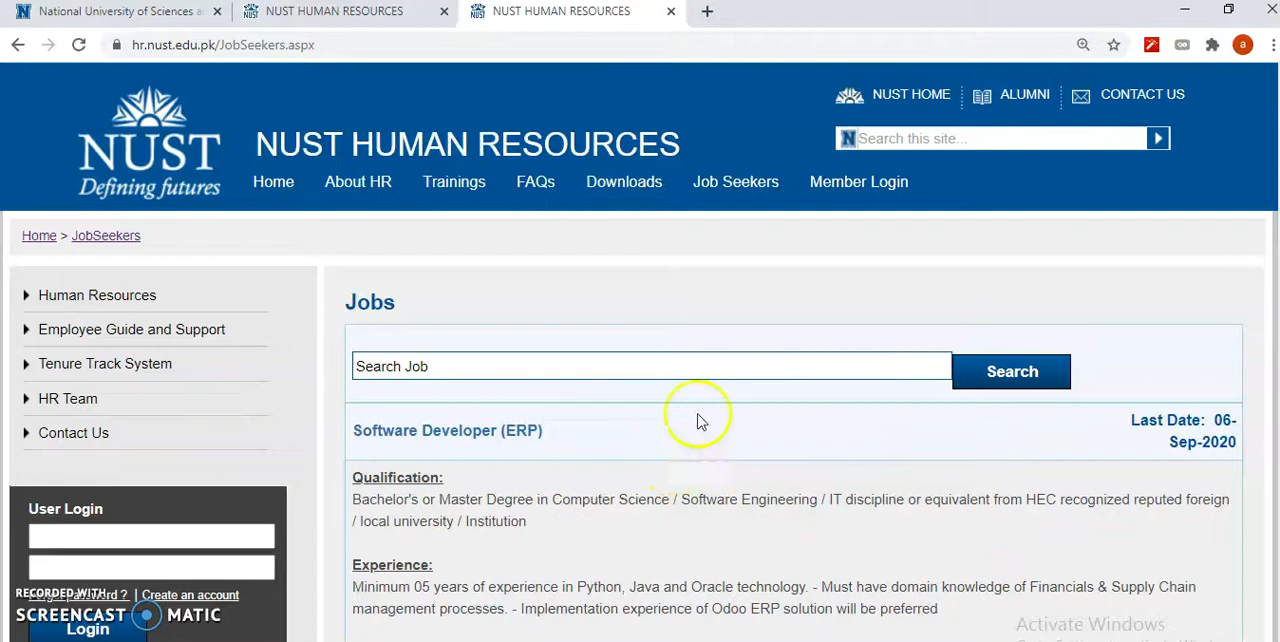 National University of Sciences a
NUST HUMAN RESOURCES
NUST HUMAN RESOURCES
hr.nust.edu.pk/JobSeekers.aspx
a
NUST HOME
ALUMNI
CONTACT US
NUST
Defining futures
NUST HUMAN RESOURCES
N Search this site...
Home
About HR
Trainings
FAQs
Downloads
Job Seekers
Member Login
Home > JobSeekers
Human Resources
Employee Guide and Support
Tenure Track System
HR Team
Contact Us
User Login
Forgot password ? | Create an account
Login
RECORDED WITH
SCREENCAST MATIC
Jobs
Search Job
Search
Software Developer (ERP)
Last Date: 06-
Sep-2020
Qualification:
Bachelor's or Master Degree in Computer Science / Software Engineering / IT discipline or equivalent from HEC recognized reputed foreign
/ local university / Institution
Experience:
Minimum 05 years of experience in Python, Java and Oracle technology. - Must have domain knowledge of Financials & Supply Chain
management processes. - Implementation experience of Odoo ERP solution will be preferred
Activate Windows